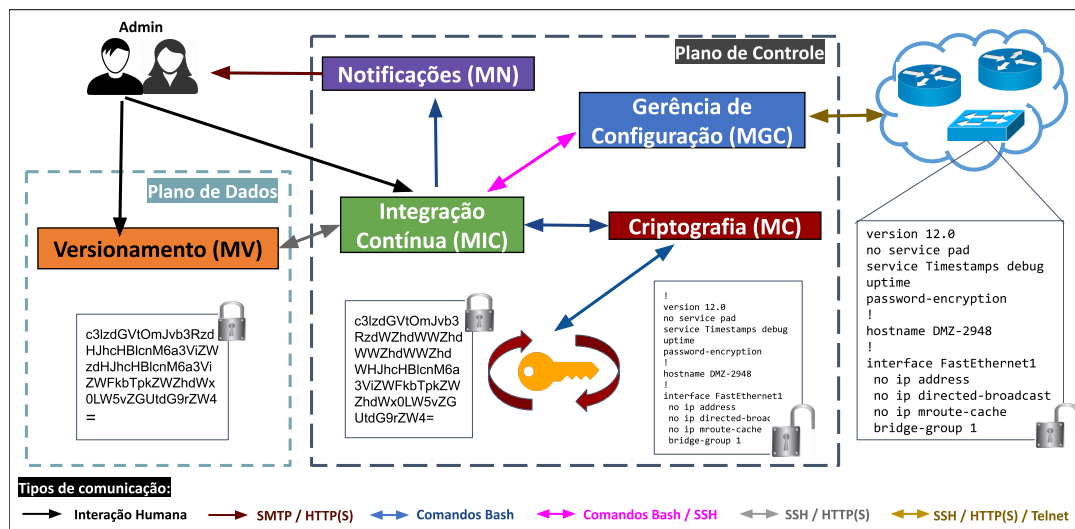 Admin
Plano de Controle
Notificações (MN)
Gerência de
Configuração (MGC)
Plano de Dados
Integração
Contínua (MIC)
Criptografia (MC)
Versionamento (MV)
c3lzdGVtOmJvb3Rzd
HJhcHBlcnM6a3ViZW
zdHJhcHBlcnM6a3Vi
ZWFkbTpkZWZhdWx
0LW5vZGUtdG9rZW4
=
c3lzdGVtOmJvb3
RzdWZhdWWZhd
WWZhdWWZhd
WHJhcHBlcnM6a
3ViZWFkbTpkZW
ZhdWx0LW5vZG
UtdG9rZW4=
!
version 12.0
no service pad
service Timestamps debug
uptime
password-encryption
!
hostname DMZ-2948
!
interface FastEthernet1
no ip address
no ip directed-broad
no ip mroute-cache
bridge-group 1
version 12.0
no service pad
service Timestamps debug
uptime
password-encryption
!
hostname DMZ-2948
!
interface FastEthernet1
no ip address
no ip directed-broadcast
no ip mroute-cache
bridge-group 1
Tipos de comunicação:
Interação Humana
SMTP / HTTP(S)
Comandos Bash
Comandos Bash / SSH
SSH / HTTP(S)
SSH / HTTP(S) / Telnet